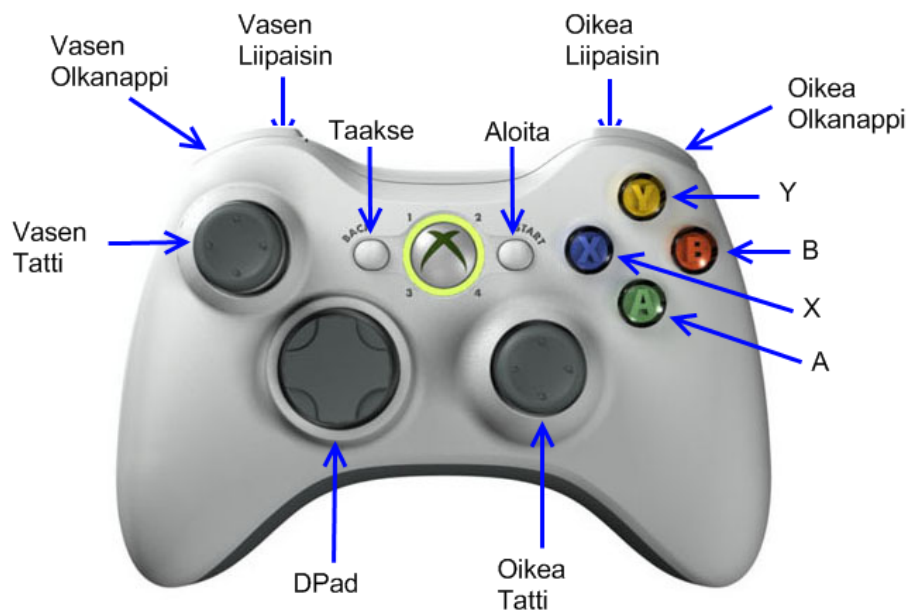 Vasen
Olkanappi
Vasen
Liipaisin
Oikea
Liipaisin
Oikea
Olkanappi
Taakse
Aloita
Vasen
Tatti
BACK
START
1
2
3
4
Y
X
B
A
Y
B
X
A
DPad
Oikea
Tatti